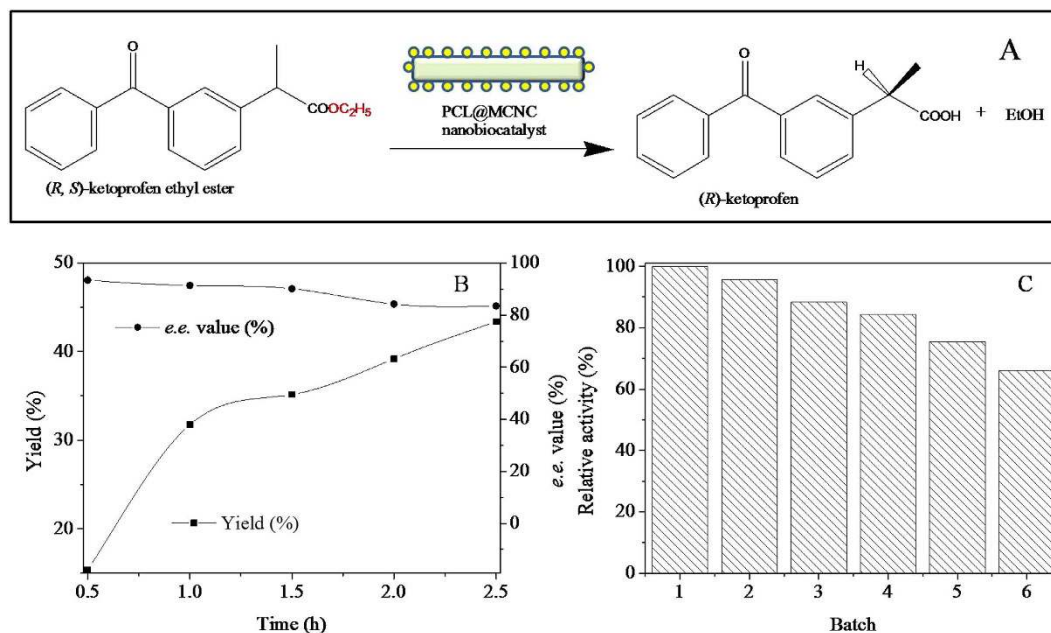 A
O
COOC₂H₅
(R, S)-ketoprofen ethyl ester
PCL@MCNC
nanobiocatalyst
O
H
COOH
+ EtOH
(R)-ketoprofen
B
50
40
30
20
Yield (%)
100
80
60
40
20
0
e.e. value (%)
e.e. value (%)
Yield (%)
0.5 1.0 1.5 2.0 2.5
Time (h)
C
100
80
60
40
20
0
Relative activity (%)
1 2 3 4 5 6
Batch